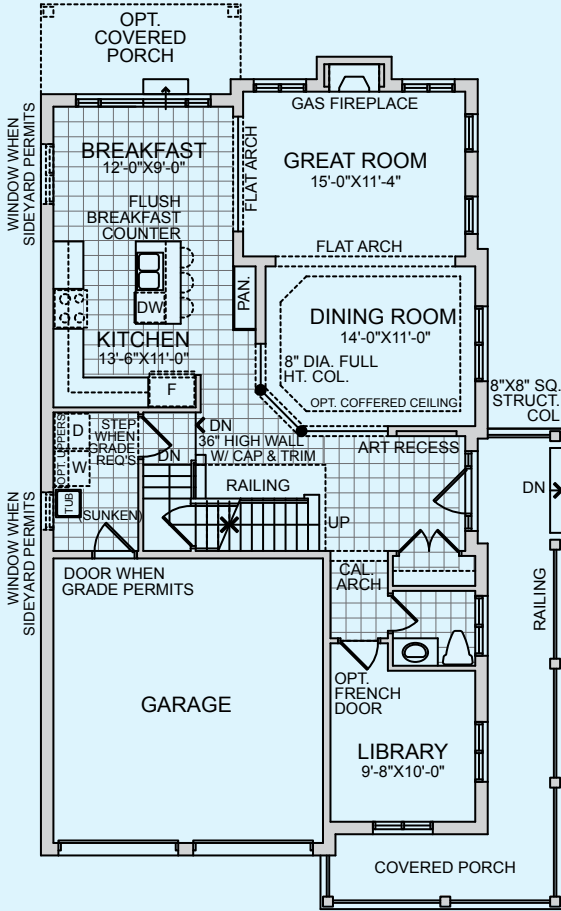 OPT.
COVERED
PORCH
GAS FIREPLACE
WINDOW WHEN
SIDEYARD PERMITS
BREAKFAST
12'-0"X9'-0"
FLAT ARCH
GREAT ROOM
15'-0"X11'-4"
FLUSH
BREAKFAST
COUNTER
FLAT ARCH
DW
PAN.
DINING ROOM
14'-0"X11'-0"
KITCHEN
13'-6"X11'-0"
8" DIA. FULL
HT. COL.
F
OPT. COFFERED CEILING
8"X8" SQ.
STRUCT.
COL
OPT. UPPERS
D
STEP
WHEN
GRADE
REQ'S
DN
DN
36" HIGH WALL
W/ CAP & TRIM
ART RECESS
W
RAILING
DN
TUB
(SUNKEN)
UP
WINDOW WHEN
SIDEYARD PERMITS
DOOR WHEN
GRADE PERMITS
CAL.
ARCH
RAILING
GARAGE
OPT.
FRENCH
DOOR
LIBRARY
9'-8"X10'-0"
COVERED PORCH